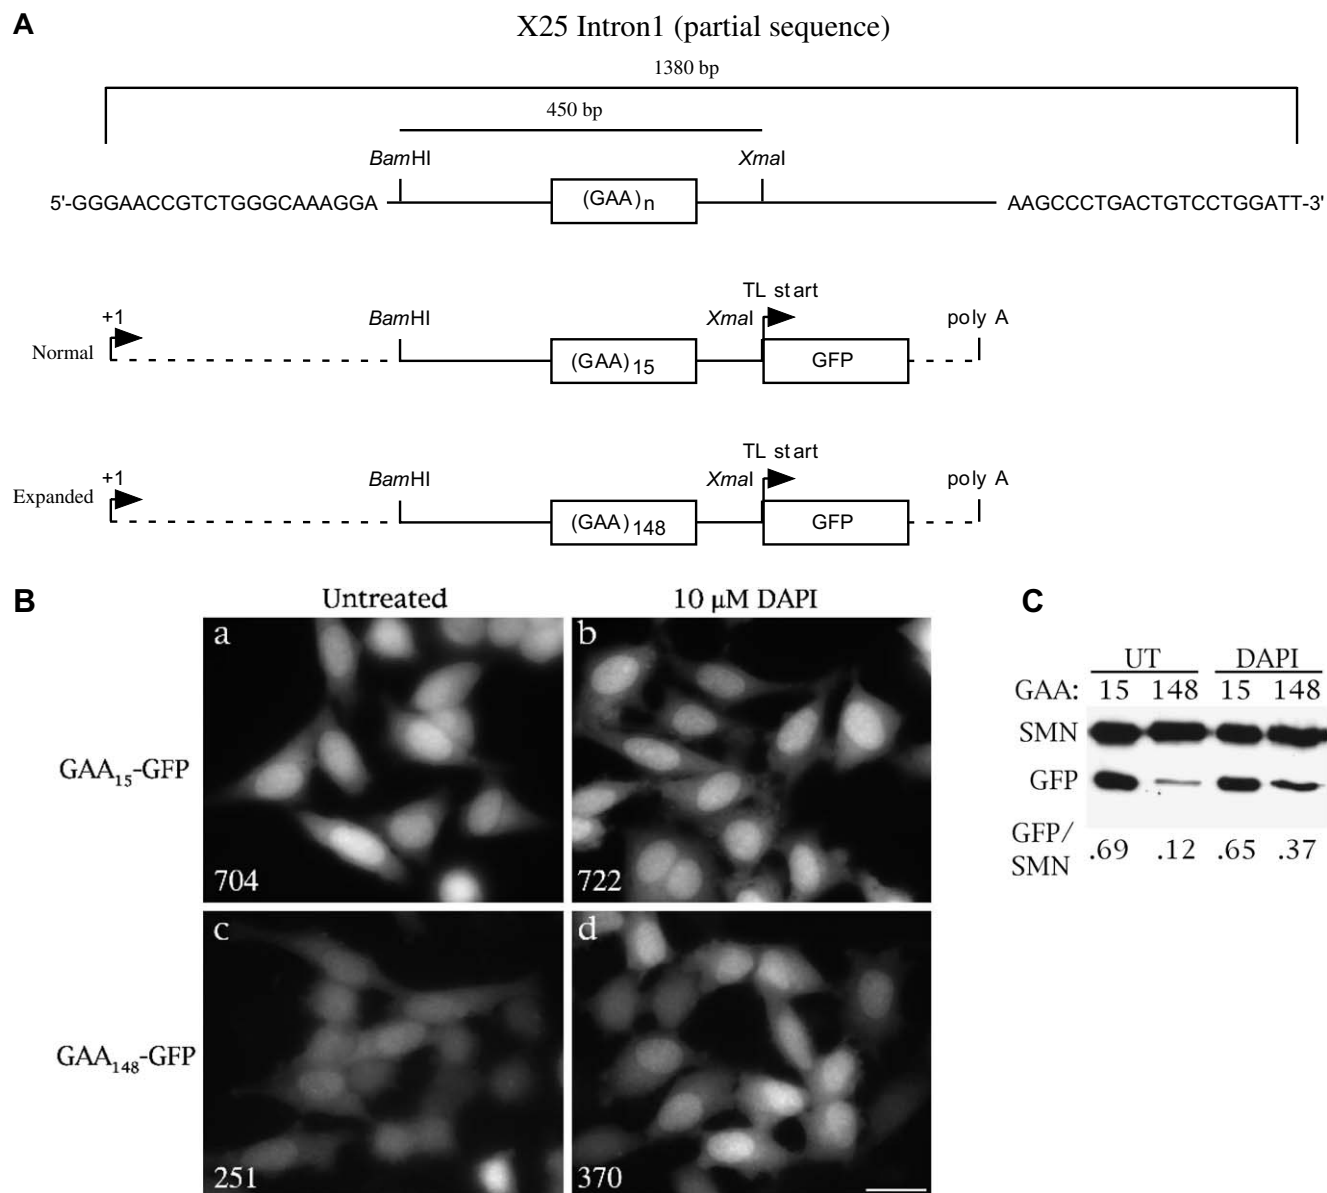 A
X25 Intron1 (partial sequence)
1380 bp
450 bp
BamHI XmaI
5'-GGGAACCGTCTGGGCAAAGGA (GAA)n AAGCCCTGACTGTCCTGGATT-3'
TL start
+1 BamHI XmaI poly A
Normal (GAA)15 GFP
TL start
+1 BamHI XmaI poly A
Expanded (GAA)148 GFP
B
Untreated 10 µM DAPI
a b
GAA15-GFP
704 722
c d
GAA148-GFP
251 370
C
UT DAPI
GAA: 15 148 15 148
SMN
GFP
GFP/
SMN .69 .12 .65 .37